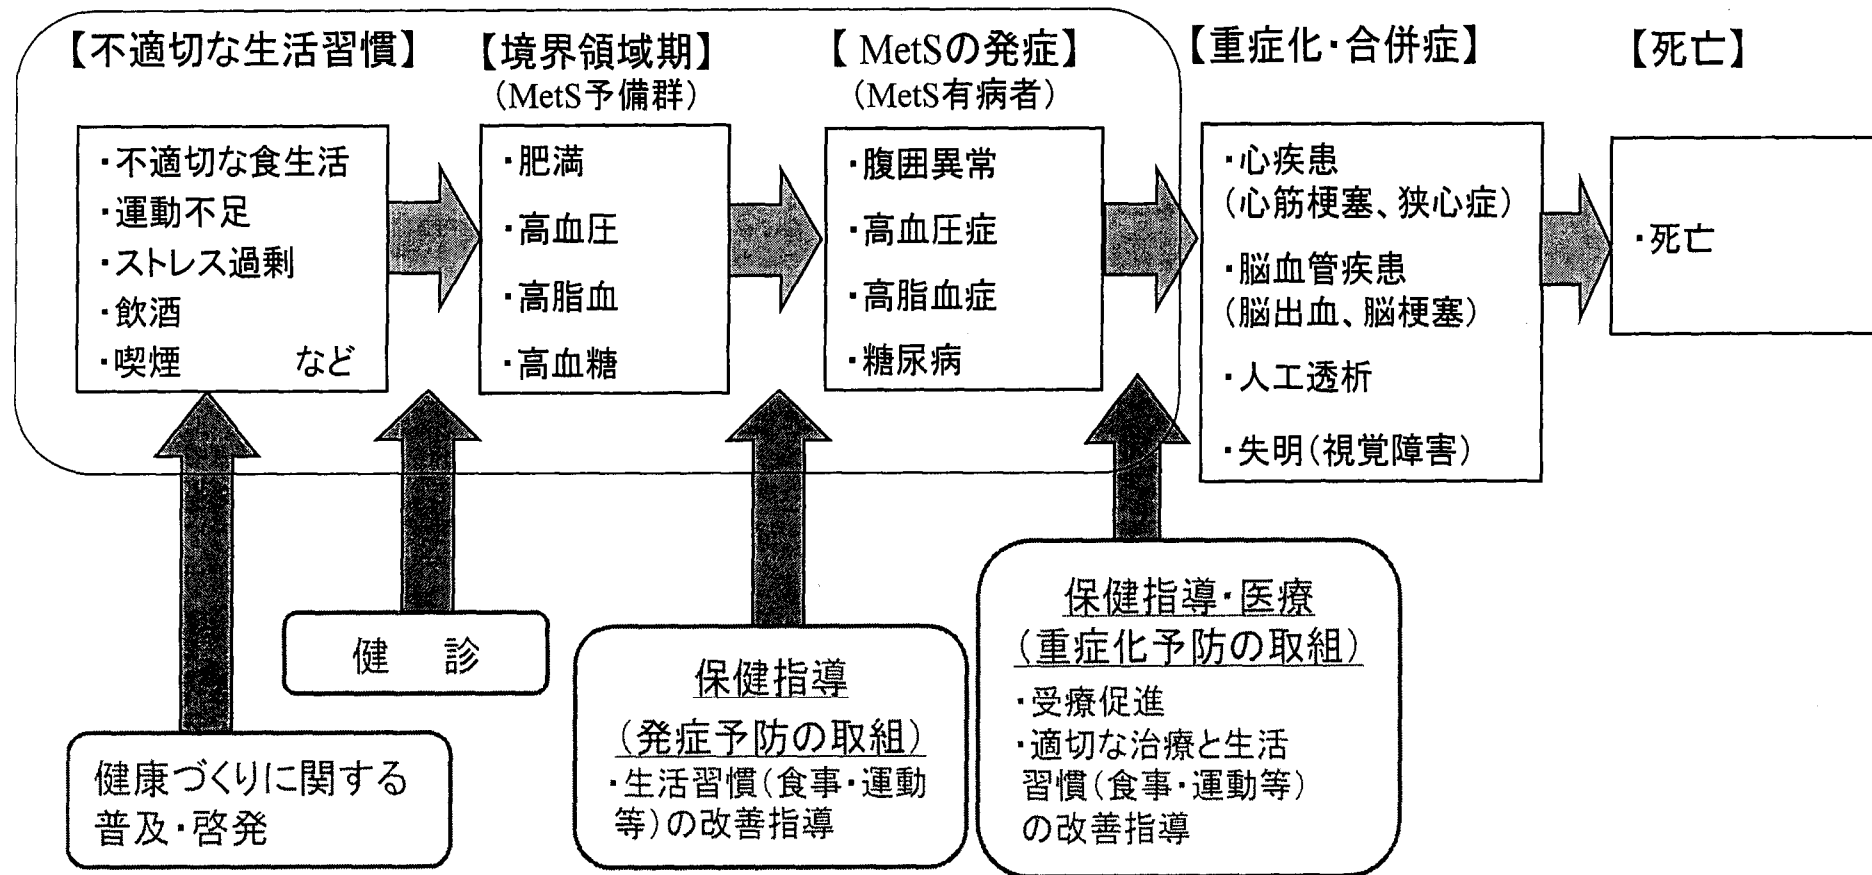 【不適切な生活習慣】
・不適切な食生活
・運動不足
・ストレス過剰
・飲酒
・喫煙　など
【境界領域期】
(MetS予備群)
・肥満
・高血圧
・高脂血
・高血糖
【MetSの発症】
(MetS有病者)
・腹囲異常
・高血圧症
・高脂血症
・糖尿病
【重症化・合併症】
・心疾患
(心筋梗塞、狭心症)
・脳血管疾患
(脳出血、脳梗塞)
・人工透析
・失明(視覚障害)
【死亡】
・死亡
健康づくりに関する
普及・啓発
健　診
保健指導
(発症予防の取組)
・生活習慣(食事・運動
等)の改善指導
保健指導・医療
(重症化予防の取組)
・受療促進
・適切な治療と生活
習慣(食事・運動等)
の改善指導